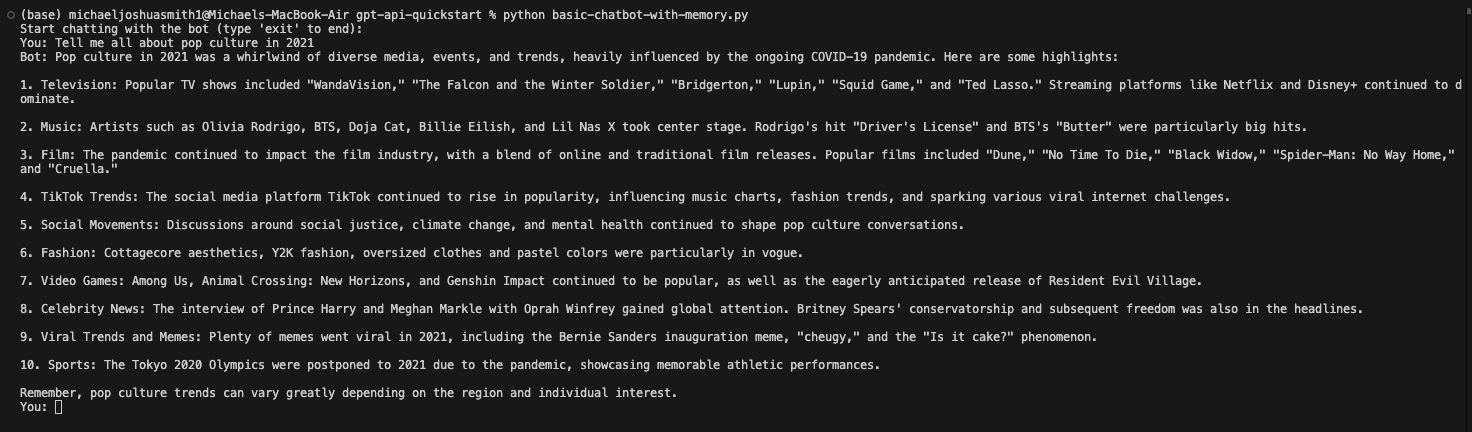 (base) michaeljoshuasmith1@Michaels-MacBook-Air gpt-api-quickstart % python basic-chatbot-with-memory.py
Start chatting with the bot (type 'exit' to end):
You: Tell me all about pop culture in 2021
Bot: Pop culture in 2021 was a whirlwind of diverse media, events, and trends, heavily influenced by the ongoing COVID-19 pandemic. Here are some highlights:
1. Television: Popular TV shows included "WandaVision," "The Falcon and the Winter Soldier," "Bridgerton," "Lupin," "Squid Game," and "Ted Lasso." Streaming platforms like Netflix and Disney+ continued to d
ominate.
2. Music: Artists such as Olivia Rodrigo, BTS, Doja Cat, Billie Eilish, and Lil Nas X took center stage. Rodrigo's hit "Driver's License" and BTS's "Butter" were particularly big hits.
3. Film: The pandemic continued to impact the film industry, with a blend of online and traditional film releases. Popular films included "Dune," "No Time To Die," "Black Widow," "Spider-Man: No Way Home,"
and "Cruella."
4. TikTok Trends: The social media platform TikTok continued to rise in popularity, influencing music charts, fashion trends, and sparking various viral internet challenges.
5. Social Movements: Discussions around social justice, climate change, and mental health continued to shape pop culture conversations.
6. Fashion: Cottagecore aesthetics, Y2K fashion, oversized clothes and pastel colors were particularly in vogue.
7. Video Games: Among Us, Animal Crossing: New Horizons, and Genshin Impact continued to be popular, as well as the eagerly anticipated release of Resident Evil Village.
8. Celebrity News: The interview of Prince Harry and Meghan Markle with Oprah Winfrey gained global attention. Britney Spears' conservatorship and subsequent freedom was also in the headlines.
9. Viral Trends and Memes: Plenty of memes went viral in 2021, including the Bernie Sanders inauguration meme, "cheugy," and the "Is it cake?" phenomenon.
10. Sports: The Tokyo 2020 Olympics were postponed to 2021 due to the pandemic, showcasing memorable athletic performances.
Remember, pop culture trends can vary greatly depending on the region and individual interest.
You: